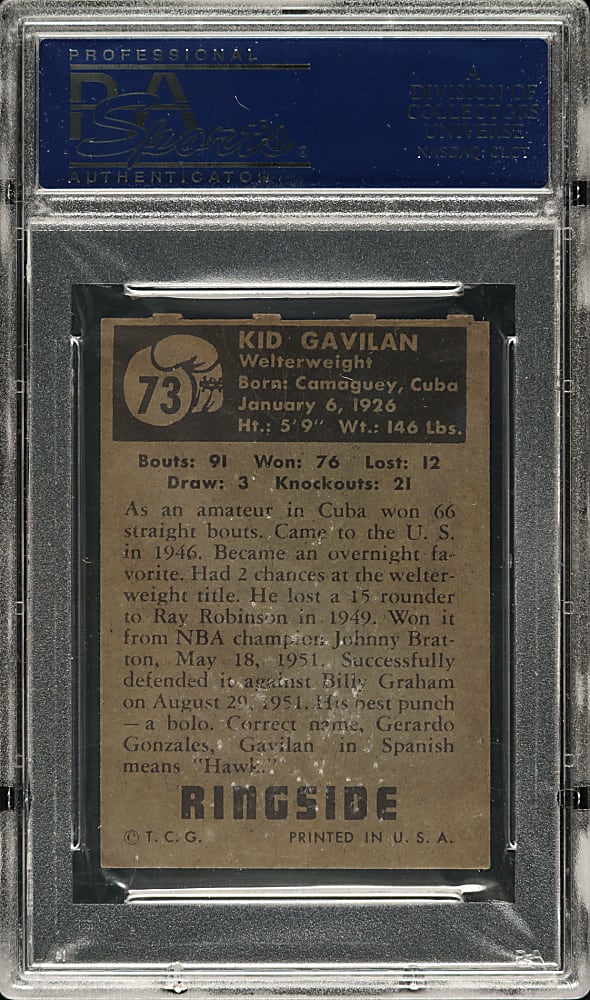 PROFESSIONAL
PSA
Sports
AUTHENTICATOR
A
DIVISION OF
COLLECTORS
UNIVERSE
NASDAQ: CLCT
73
KID GAVILAN
Welterweight
Born: Camaguey, Cuba
January 6, 1926
Ht.: 5'9" Wt.: 146 Lbs.
Bouts: 91 Won: 76 Lost: 12
Draw: 3 Knockouts: 21
As an amateur in Cuba won 66
straight bouts. Came to the U. S.
in 1946. Became an overnight fa-
vorite. Had 2 chances at the welter-
weight title. He lost a 15 rounder
to Ray Robinson in 1949. Won it
from NBA champion Johnny Brat-
ton, May 18, 1951. Successfully
defended it against Billy Graham
on August 29, 1951. His best punch
— a bolo. Correct name, Gerardo
Gonzales, Gavilan in Spanish
means "Hawk."
RINGSIDE
© T. C. G. PRINTED IN U. S. A.
PSA